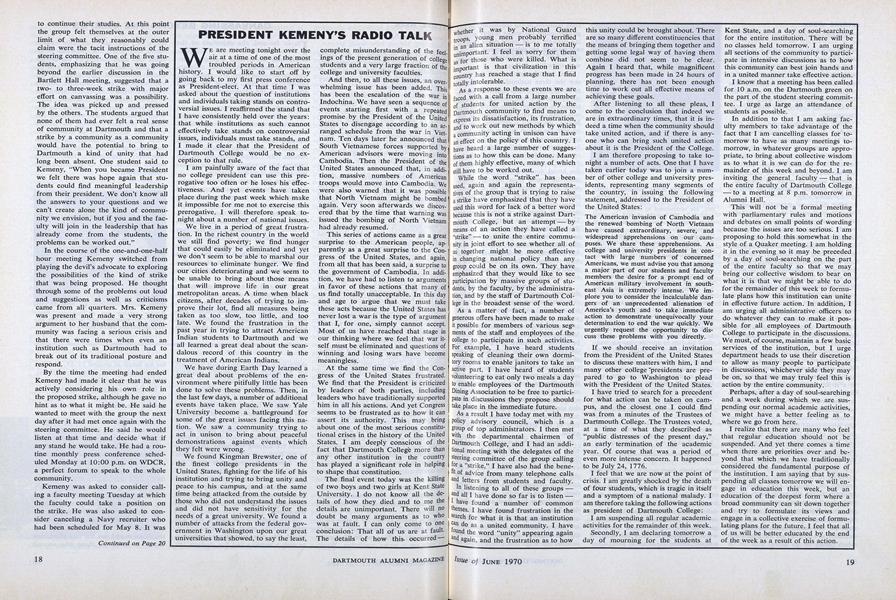 to continue their studies. At this point
the group felt themselves at the outer
limit of what they reasonably could
claim were the tacit instructions of the
steering committee. One of the five stu-
dents, emphasizing that he was going
beyond the earlier discussion in the
Bartlett Hall meeting, suggested that a
two- to three-week strike with major
effort on canvassing was a possibility.
The idea was picked up and pressed
by the others. The students argued that
none of them had ever felt a real sense
of community at Dartmouth and that a
strike by a community as a community
would have the potential to bring to
Dartmouth a kind of unity that had
long been absent. One student said to
Kemeny, "When you became President
we felt there was hope again that stu-
dents could find meaningful leadership
from their president. We don't know all
the answers to your questions and we
can't create alone the kind of commu-
nity we envision, but if you and the fac-
ulty will join in the leadership that has
already come from the students, the
problems can be worked out."
In the course of the one-and-one-half
hour meeting Kemeny switched from
playing the devil's advocate to exploring
the possibilities of the kind of strike
that was being proposed. He thought
through some of the problems out loud
and suggestions as well as criticisms
came from all quarters. Mrs. Kemeny
was present and made a very strong
argument to her husband that the com-
munity was facing a serious crisis and
that there were times when even an
institution such as Dartmouth had to
break out of its traditional posture and
respond.
By the time the meeting had ended
Kemeny had made it clear that he was
actively considering his own role in
the proposed strike, although he gave no
hint as to what it might be. He said he
wanted to meet with the group the next
day after it had met once again with the
steering committee. He said he would
listen at that time and decide what if
any stand he would take. He had a rou-
tine monthly press conference sched-
uled Monday at 10:00 p.m. on WDCR,
a perfect forum to speak to the whole
community.
Kemeny was asked to consider call-
ing a faculty meeting Tuesday at which
the faculty could take a position on
the strike. He was also asked to con-
sider canceling a Navy recruiter who
had been scheduled for May 8. It was
Continued on Page 20
PRESIDENT KEMENY'S RADIO TALK
WE are meeting tonight over the
air at a time of one of the most
troubled periods in American
history. I would like to start off by
going back to my first press conference
as President-elect. At that time I was
asked about the question of institutions
and individuals taking stands on contro-
versial issues. I reaffirmed the stand that
I have consistently held over the years:
that while institutions as such cannot
effectively take stands on controversial
issues, individuals must take stands, and
I made it clear that the President of
Dartmouth College would be no ex-
ception to that rule.
I am painfully aware of the fact that
no college president can use this pre-
rogative too often or he loses his effec-
tiveness. And yet events have taken
place during the past week which make
it impossible for me not to exercise this
prerogative. I will therefore speak to-
night about a number of national issues.
We live in a period of great frustra-
tion. In the richest country in the world
we still find poverty; we find hunger
that could easily be eliminated and yet
we don't seem to be able to marshal our
resources to eliminate hunger. We find
our cities deteriorating and we seem to
be unable to bring about those means
that will improve life in our great
metropolitan areas. A time when black
citizens, after decades of trying to im-
prove their lot, find all measures being
taken as too slow, too little, and too
late. We found the frustration in the
past year in trying to attract American
Indian students to Dartmouth and we
all learned a great deal about the scan-
dalous record of this country in the
treatment of American Indians.
We have during Earth Day learned a
great deal about problems of the en-
vironment where pitifully little has been
done to solve these problems. Then, in
the last few days, a number of additional
events have taken place. We saw Yale
University become a battleground for
some of the great issues facing this na-
tion. We saw a community trying to
act in unison to bring about peaceful
demonstrations against events which
they felt were wrong.
We found Kingman Brewster, one of
the finest college presidents in the
United States, fighting for the life of his
institution and trying to bring unity and
peace to his campus, and at the same
time being attacked from the outside by
those who did not understand the issues
and did not have sensitivity for the
needs of a great university. We found a
number of attacks from the federal gov-
ernment in Washington upon our great
universities that showed, to say the least,
complete misunderstanding of the feel-
ings of the present generation of college
students and a very large fraction of the
college and university faculties.
And then, to all these issues, an over-
whelming issue has been added. This
has been the escalation of the war in
Indochina. We have seen a sequence of
events starting first with a repeated
promise by the President of the United
States to disengage according to an ar-
ranged schedule from the war in Viet-
nam. Ten days later he announced that
South Vietnamese forces supported by
American advisors were moving into
Cambodia. Then the President of the
United States announced that, in addi-
tion, massive numbers of American
troops would move into Cambodia. We
were also warned that it was possible
that North Vietnam might be bombed
again. Very soon afterwards we discov-
ered that by the time that warning was
issued the bombing of North Vietnam
had already resumed.
This series of actions came as a great
surprise to the American people, ap-
parently as a great surprise to the Con-
gress of the United States, and again,
from all that has been said, a surprise to
the government of Cambodia. In addi-
tion, we have had to listen to arguments
in favor of these actions that many of
us find totally unacceptable. In this day
and age to argue that we must take
these acts because the United States has
never lost a war is the type of argument
that I, for one, simply cannot accept.
Most of us have reached that stage in
our thinking where we feel that war it-
self must be eliminated and questions of
winning and losing wars have become
meaningless.
At the same time we find the Con-
gress of the United States frustrated.
We find that the President is criticized
by leaders of both parties, including
leaders who have traditionally supported
him in all his actions. And yet Congress
seems to be frustrated as to how it can
assert its authority. This may bring
about one of the most serious constitu-
tional crises in the history of the United
States. I am deeply conscious of the
fact that Dartmouth College more than
any other institution in the country
has played a significant role in helping
to shape that constitution.
The final event today was the killing
of two boys and two girls at Kent State
University. I do not know all the de-
tails of how they died and to me the
details are unimportant. There will no
doubt be many arguments as to who
was at fault. I can only come to one
conclusion: That all of us are at fault.
The details of how this occurred—
whether it was by National Guard
troops, young men probably terrified
in an alien situation—is to me totally
unimportant. I feel as sorry for them
as for those who were killed. What is
important is that civilization in this
country has reached a stage that I find
totally intolerable.
As a response to these events we are
faced with a call from a large number
of students for united action by the
Dartmouth community to find means to
express its dissatisfaction, its frustration,
and to work out new methods by which
a community acting in unison can have
an effect on the policy of this country. I
have heard a large number of sugges-
tions as to how this can be done. Many
of them highly effective, many of which
still have to be worked out.
While the word "strike" has been
used, again and again the representa-
tives of the group that is trying to raise
a strike have emphasized that they have
used this word for lack of a better word
because this is not a strike against Dart-
mouth College, but an attempt—by
means of an action they have called a
"strike"—to unite the entire commu-
nity in joint effort to see whether all of
us together might be more effective
in changing national policy than any
group could be on its own. They have
emphasized that they would like to see
participation by massive groups of stu-
dents, by the faculty, by the administra-
tion, and by the staff of Dartmouth Col-
lege in the broadest sense of the word.
As a matter of fact, a number of
generous offers have been made to make
it possible for members of various seg-
ments of the staff and employees of the
college to participate in such activities.
For example, I have heard students
speaking of cleaning their own dormi-
tory rooms to enable janitors to take an
active part. I have heard of students
volunteering to eat only two meals a day
to enable employees of the Dartmouth
Dining Association to be free to partici-
pate in discussions they propose should
take place in the immediate future.
As a result I have today met with my
policy advisory council, which is a
group of top administrators. I then met
with the departmental chairmen of
Dartmouth College, and I had an addi-
tional meeting with the delegates of the
steering committee of the group calling
for a "strike." I have also had the bene-
fit of advice from many telephone calls
and letters from students and faculty.
In listening to all of these groups—
and all I have done so far is to listen—
I have found a number of common
themes. I have found frustration in the
search for what it is that an institution
can do as a united community. I have
found the word "unity" appearing again
and again, and the frustration as to how
this unity could be brought about. There
are so many different constituencies that
the means of bringing them together and
getting some legal way of having them
combine did not seem to be clear.
Again I heard that, while magnificent
progress has been made in 24 hours of
planning, there has not been enough
time to work out all effective means of
achieving these goals.
After listening to all these pleas, I
come to the conclusion that indeed we
are in extraordinary times, that it is in-
deed a time when the community should
take united action, and if there is any-
one who can bring such united action
about it is the President of the College.
I am therefore proposing to take to-
night a number of acts. One that I have
taken earlier today was to join a num-
ber of other college and university pres-
idents, representing many segments of
the country, in issuing the following
statement, addressed to the President of
the United States:
The American invasion of Cambodia and
the renewed bombing of North Vietnam
have caused extraordinary, severe, and
widespread apprehensions on our cam-
puses. We share these apprehensions. As
college and university presidents in con-
tact with large numbers of concerned
Americans, we must advise you that among
a major part of our students and faculty
members the desire for a prompt end of
American military involvement in south-
east Asia is extremely intense. We im-
plore you to consider the incalculable dan-
gers of an unprecedented alienation of
America's youth and to take immediate
action to demonstrate unequivocally your
determination to end the war quickly. We
urgently request the opportunity to dis-
cuss these problems with you directly.
If we should receive an invitation
from the President of the United States
to discuss these matters with him, I and
many other college presidents are pre-
pared to go to Washington to plead
with the President of the United States.
I have tried to search for a precedent
for what action can be taken on cam-
pus, and the closest one I could find
was from a minutes of the Trustees of
Dartmouth College. The Trustees voted,
at a time of what they described as
"public distresses of the present day,"
an early termination of the academic
year. Of course that was a period of
even more intense concern. It happened
to be July 24, 1776.
I feel that we are now at the point of
crisis. I am greatly shocked by the death
of four students, which is tragic in itself
and a symptom of a national malady. I
am therefore taking the following actions
as president of Dartmouth College:
I am suspending all regular academic
activities for the remainder of this week.
Secondly, I am declaring tomorrow a
day of mourning for the students at
Kent State, and a day of soul-searching
for the entire institution. There will be
no classes held tomorrow. I am urging
all sections of the community to partici-
pate in intensive discussions as to how
this community can best join hands and
in a united manner take effective action.
I know that a meeting has been called
for 10 a.m. on the Dartmouth green on
the part of the student steering commit-
tee. I urge as large an attendance of
students as possible.
In addition to that I am asking fac-
ulty members to take advantage of the
fact that I am cancelling classes for to-
morrow to have as many meetings to-
morrow, in whatever groups are appro-
priate, to bring about collective wisdom
as to what it is we can do for the re-
mainder of this week and beyond. I am
inviting the general faculty—that is
the entire faculty of Dartmouth College
—to a meeting at 8 p.m. tomorrow in
Alumni Hall.
This will not be a formal meeting
with parliamentary rules and motions
and debates on small points of wording
because the issues are too serious. I am
proposing to hold this somewhat in the
style of a Quaker meeting. I am holding
it in the evening so it may be preceded
by a day of soul-searching on the part
of the entire faculty so that we may
bring our collective wisdom to bear on
what it is that we might be able to do
for the remainder of this week to formu-
late plans how this institution can unite
in effective future action. In addition, I
am urging all administrative officers to
do whatever they can to make it pos-
sible for all employees of Dartmouth
College to participate in the discussions.
We must, of course, maintain a few basic
services of the institution, but I urge
department heads to use their discretion
to allow as many people to participate
in discussions, whichever side they may
be on, so that we may truly feel this is
action by the entire community.
Perhaps, after a day of soul-searching
and a week during which we are sus-
pending our normal academic activities,
we might have a better feeling as to
where we go from here.
I realize that there are many who feel
that regular education should not be
suspended. And yet there comes a time
when there are priorities over and be-
yond that which we have traditionally
considered the fundamental purpose of
the institution. I am saying that by sus-
pending all classes tomorrow we will en-
gage in education this week, but an
education of the deepest form where a
broad community can sit down together
and try to formulate its views and
engage in a collective exercise of formu-
lating plans for the future. I feel that all
of us will be better educated by the end
of the week as a result of this action.
18
DARTMOUTH ALUMNI MAGAZINE
Issue of JUNE 1970
19